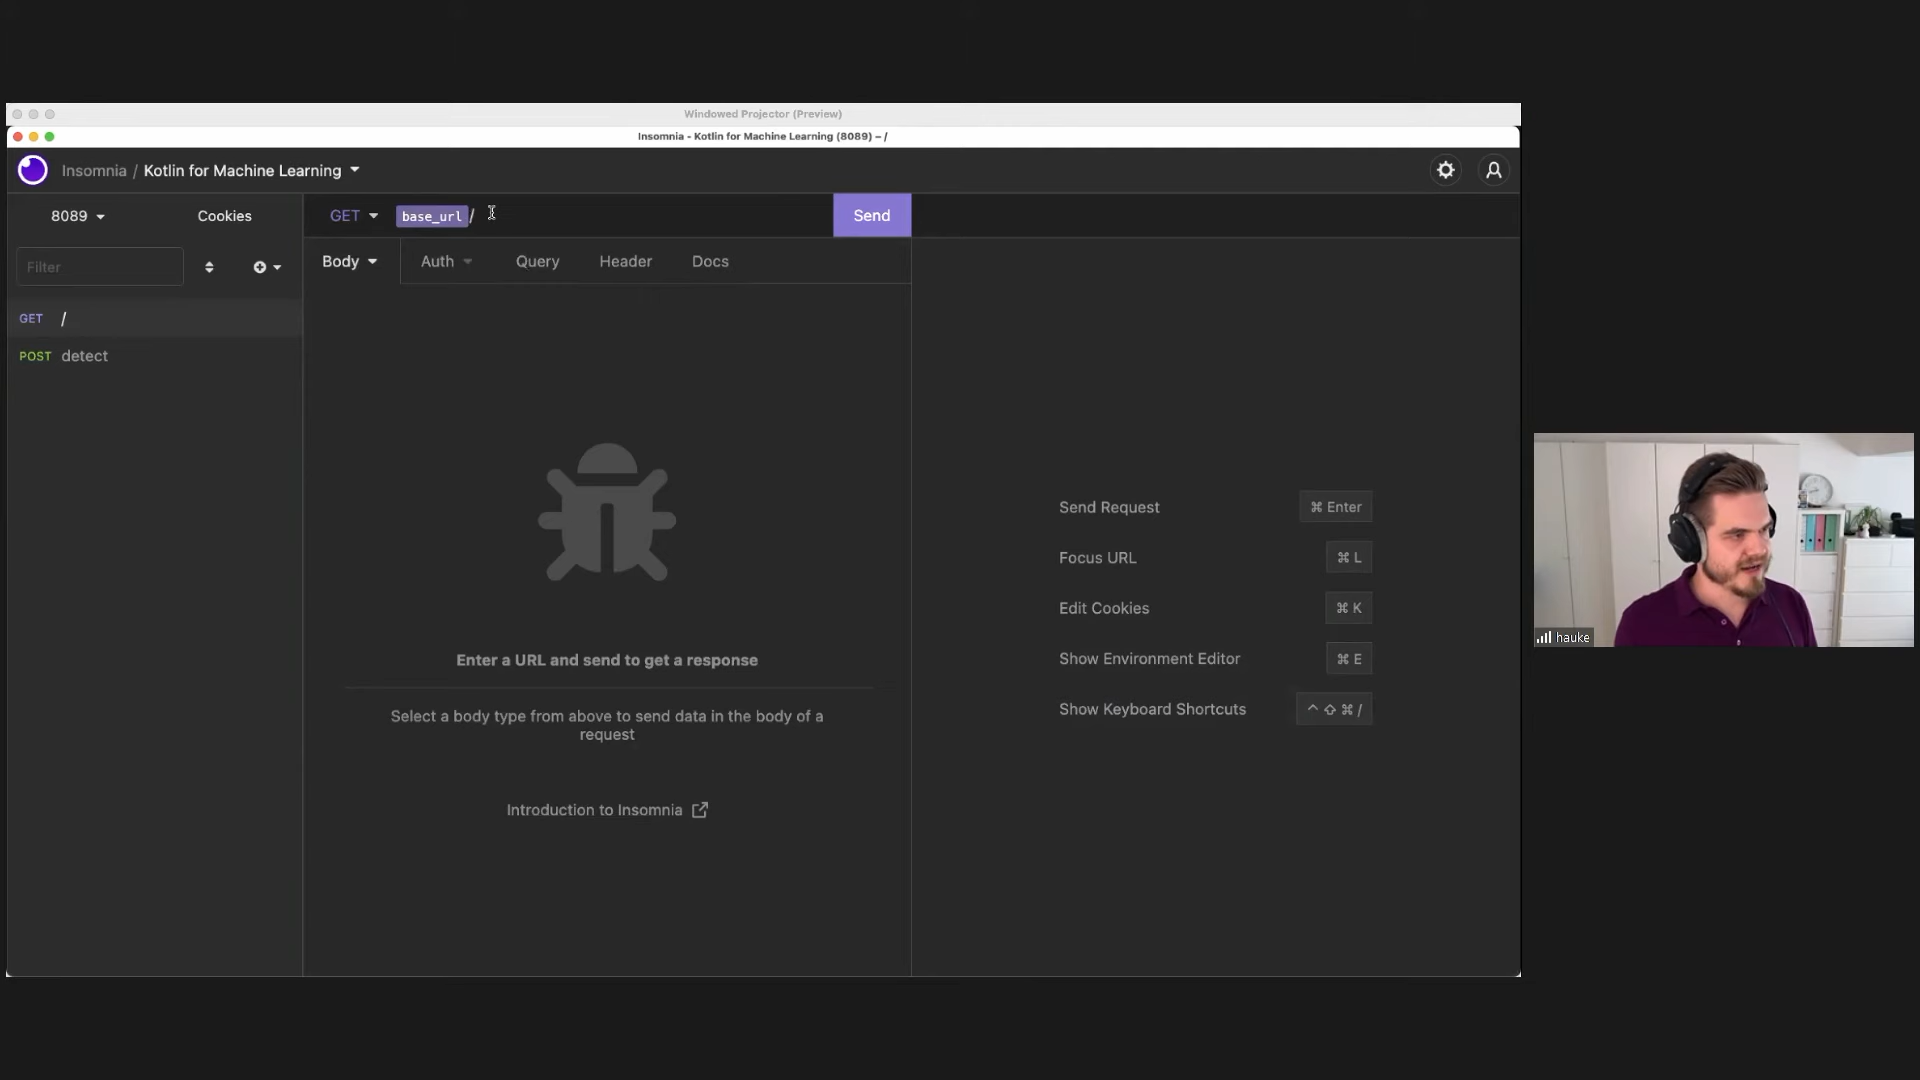 Windowed Projector (Preview)
Insomnia - Kotlin for Machine Learning (8089) – /
Insomnia / Kotlin for Machine Learning
8089
Cookies
GET
base_url/
Send
Filter
Body
Auth
Query
Header
Docs
GET /
POST detect
Enter a URL and send to get a response
Select a body type from above to send data in the body of a
request
Introduction to Insomnia
Send Request ⌘ Enter
Focus URL ⌘ L
Edit Cookies ⌘ K
Show Environment Editor ⌘ E
Show Keyboard Shortcuts ⌃ ⇧ ⌘ /
hauke